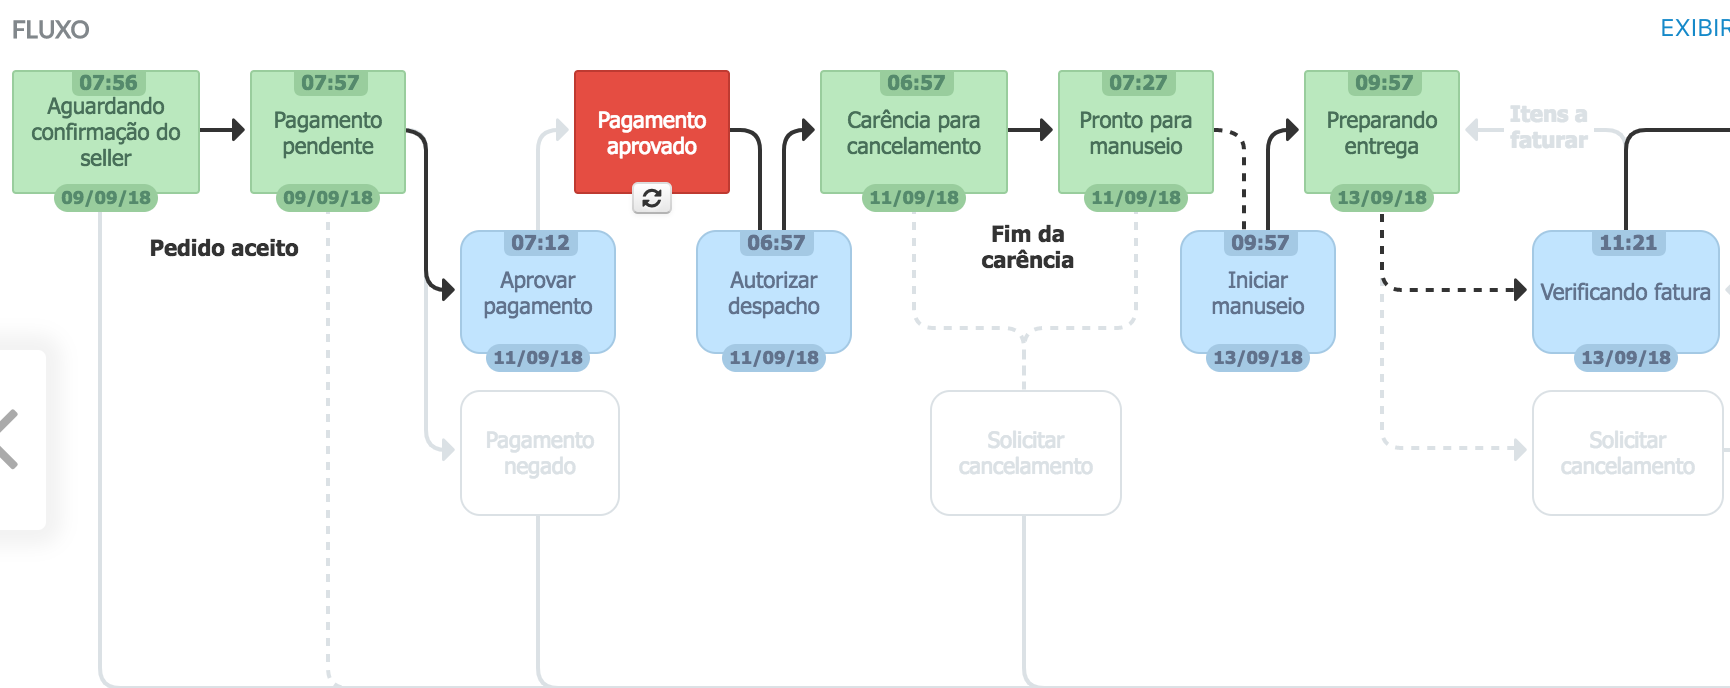 FLUXO
EXIBIR
07:56
Aguardando
confirmação do
seller
09/09/18
07:57
Pagamento
pendente
09/09/18
Pagamento
aprovado
06:57
Carência para
cancelamento
11/09/18
07:27
Pronto para
manuseio
11/09/18
09:57
Preparando
entrega
13/09/18
Itens a
faturar
Pedido aceito
07:12
Aprovar
pagamento
11/09/18
06:57
Autorizar
despacho
11/09/18
Fim da
carência
09:57
Iniciar
manuseio
13/09/18
11:21
Verificando fatura
13/09/18
Pagamento
negado
Solicitar
cancelamento
Solicitar
cancelamento